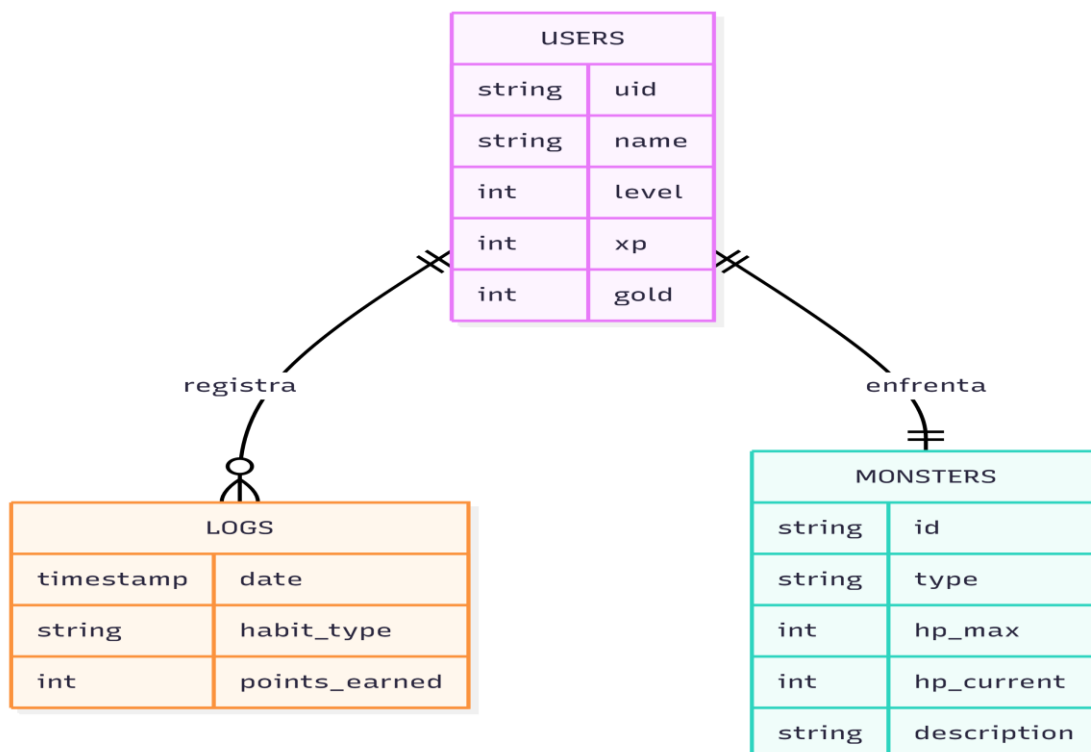 USERS
string uid
string name
int level
int xp
int gold
registra
enfrenta
LOGS
timestamp date
string habit_type
int points_earned
MONSTERS
string id
string type
int hp_max
int hp_current
string description